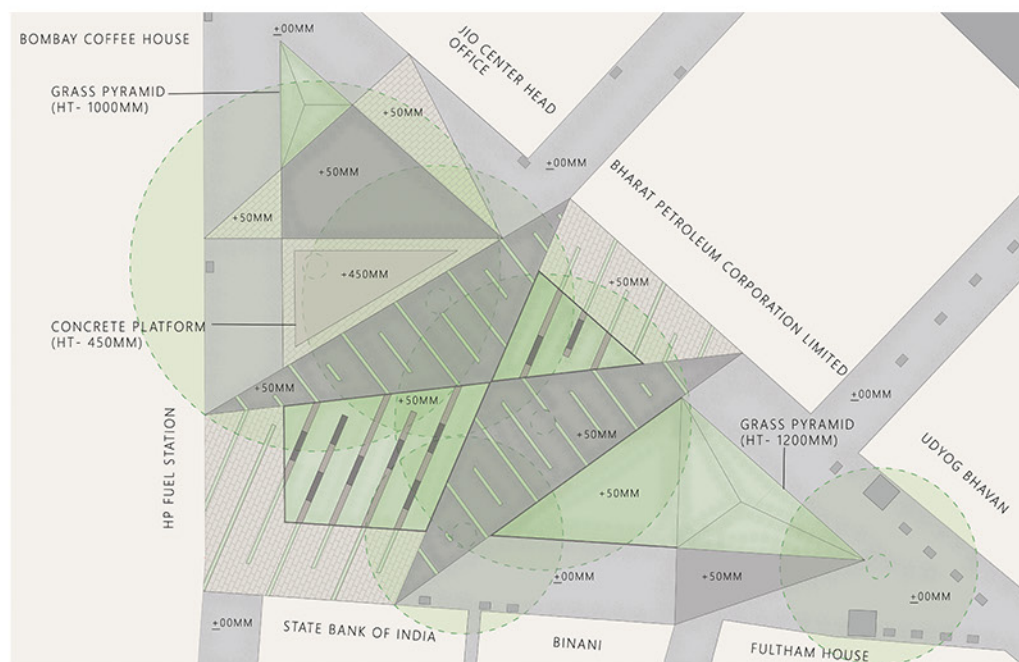 ±00MM
BOMBAY COFFEE HOUSE
JIO CENTER HEAD
OFFICE
GRASS PYRAMID
(HT- 1000MM)
+50MM
±00MM
+50MM
BHARAT PETROLEUM CORPORATION LIMITED
+50MM
+450MM
+50MM
CONCRETE PLATFORM
(HT- 450MM)
+50MM
+50MM
±00MM
HP FUEL STATION
+50MM
GRASS PYRAMID
(HT- 1200MM)
UDYOG BHAVAN
+50MM
±00MM
+50MM
±00MM
±00MM
STATE BANK OF INDIA
BINANI
FULTHAM HOUSE